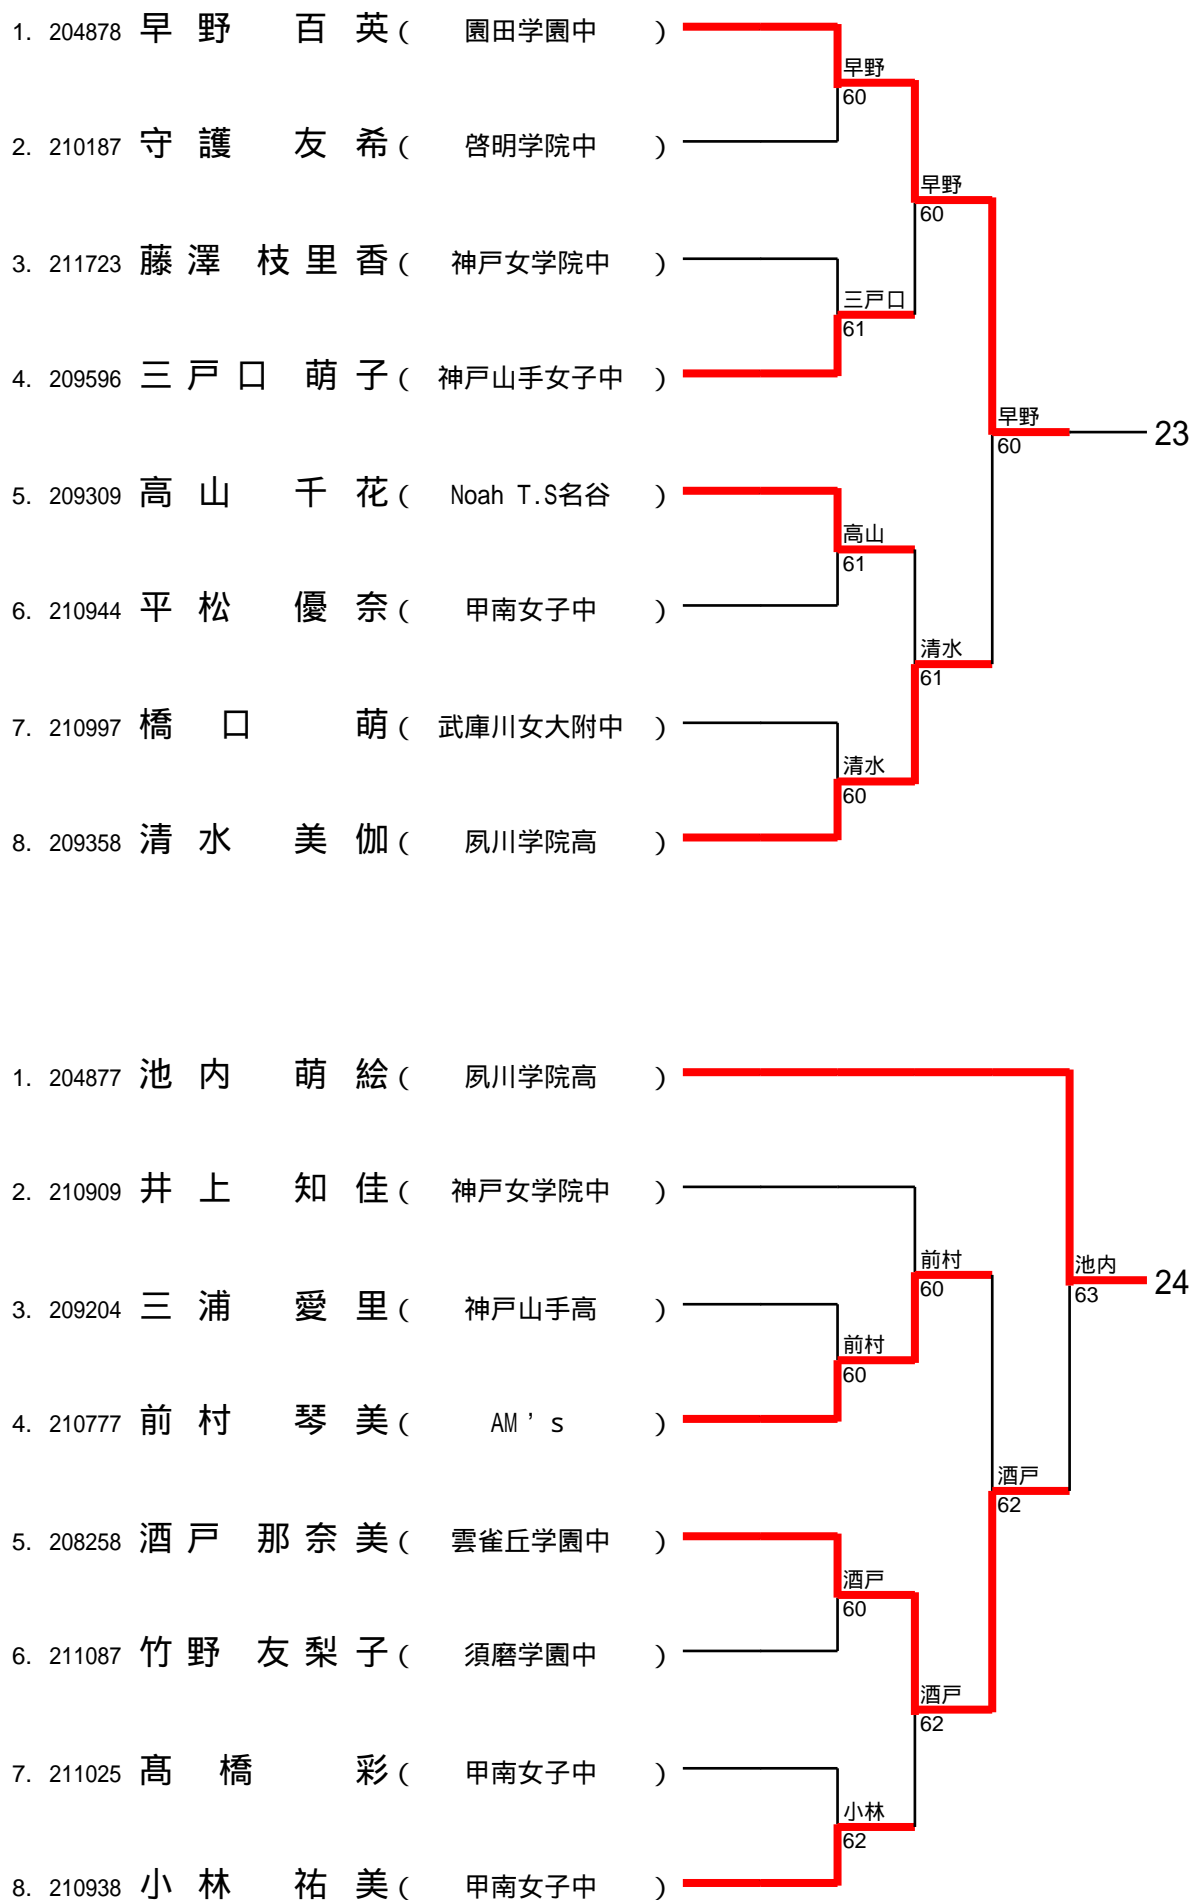 1. 204878 早野 百英 ( 園田学園中 )
早野
60
2. 210187 守護 友希 ( 啓明学院中 )
早野
60
3. 211723 藤澤 枝里香 ( 神戸女学院中 )
三戸口
61
4. 209596 三戸口 萌子 ( 神戸山手女子中 )
早野
60
23
5. 209309 高山 千花 ( Noah T.S名谷 )
高山
61
6. 210944 平松 優奈 ( 甲南女子中 )
清水
61
7. 210997 橋口 萌 ( 武庫川女大附中 )
清水
60
8. 209358 清水 美伽 ( 夙川学院高 )
1. 204877 池内 萌絵 ( 夙川学院高 )
2. 210909 井上 知佳 ( 神戸女学院中 )
前村
60
池内
63
24
3. 209204 三浦 愛里 ( 神戸山手高 )
前村
60
4. 210777 前村 琴美 ( AM's )
酒戸
62
5. 208258 酒戸 那奈美 ( 雲雀丘学園中 )
酒戸
60
6. 211087 竹野 友梨子 ( 須磨学園中 )
酒戸
62
7. 211025 髙橋 彩 ( 甲南女子中 )
小林
62
8. 210938 小林 祐美 ( 甲南女子中 )